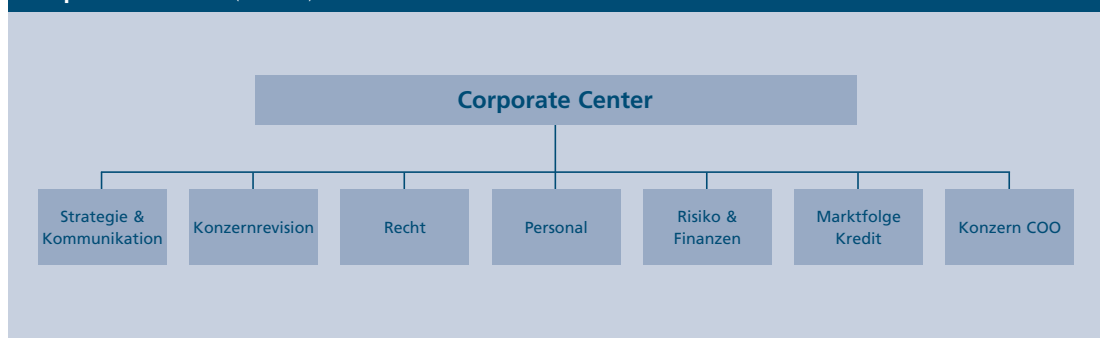 Corporate Center
Strategie &
Kommunikation
Konzernrevision
Recht
Personal
Risiko &
Finanzen
Marktfolge
Kredit
Konzern COO